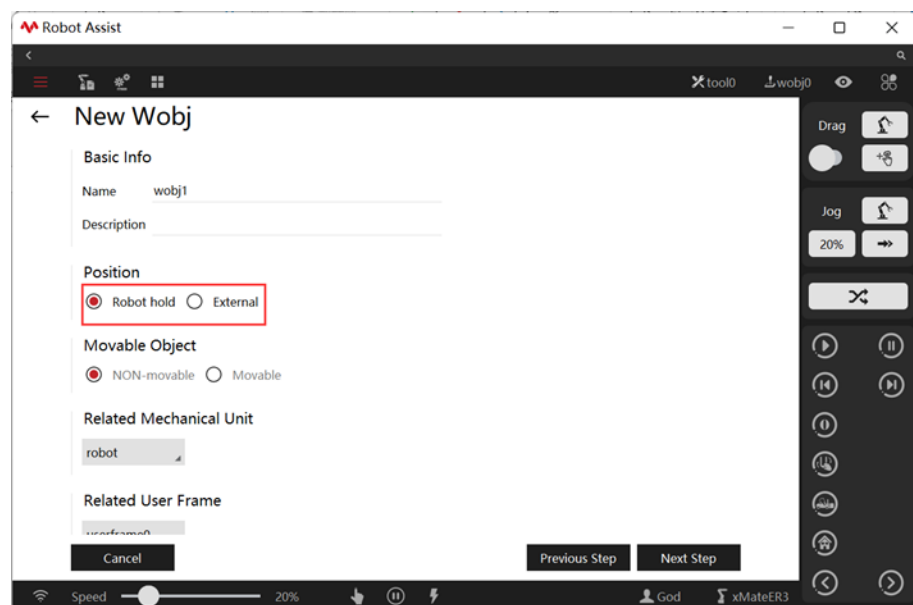 Robot Assist
tool0 wobj0
New Wobj
Basic Info
Name wobj1
Description
Position
Robot hold External
Movable Object
NON-movable Movable
Related Mechanical Unit
robot
Related User Frame
userframe0
Cancel Previous Step Next Step
Drag
Jog
20%
Speed 20% God xMateER3